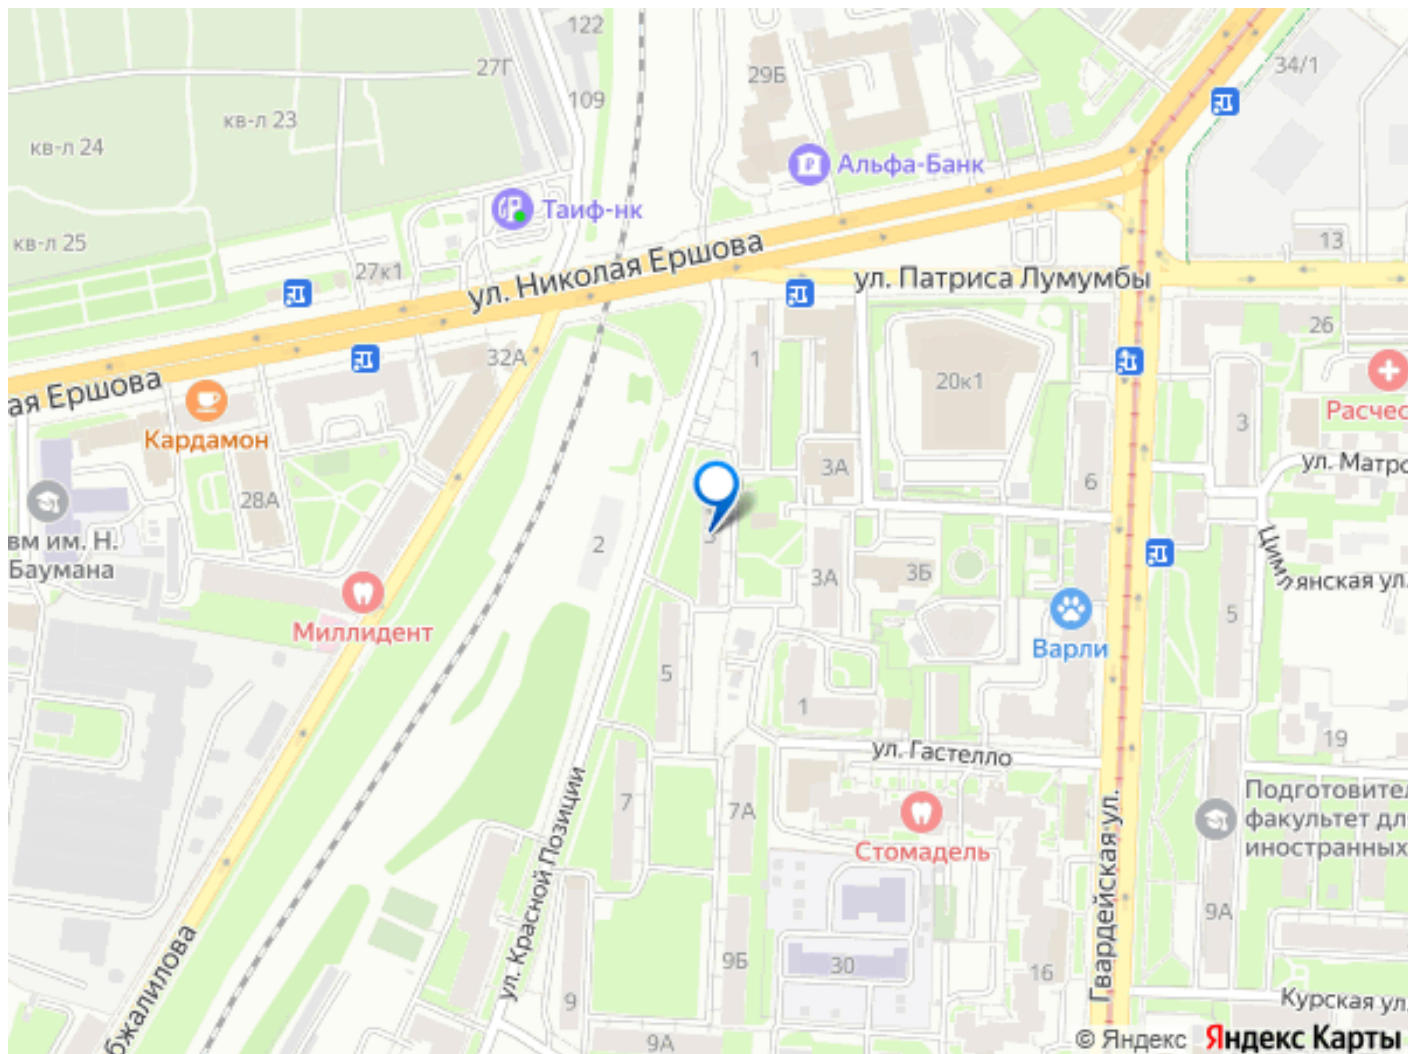 122
27Г
29Б
34/1
109
кв-л 23
кв-л 24
Альфа-Банк
Таиф-нк
13
кв-л 25
27к1
ул. Николая Ершова
ул. Патриса Лумумбы
26
1
32А
20к1
ая Ершова
Расчес
3
Кардамон
ул. Матро
3А
6
28А
вм им. Н.
Баумана
2
3
Цимлянская ул.
3А
3Б
Миллидент
5
Варли
5
1
19
ул. Гастелло
Подготовител
факультет дл
иностранных
7
7А
Стомадель
ул. Красной Позиции
Гвардейская ул.
9А
бжалилова
9Б
30
16
9
Курская ул.
9А
© Яндекс Яндекс Карты